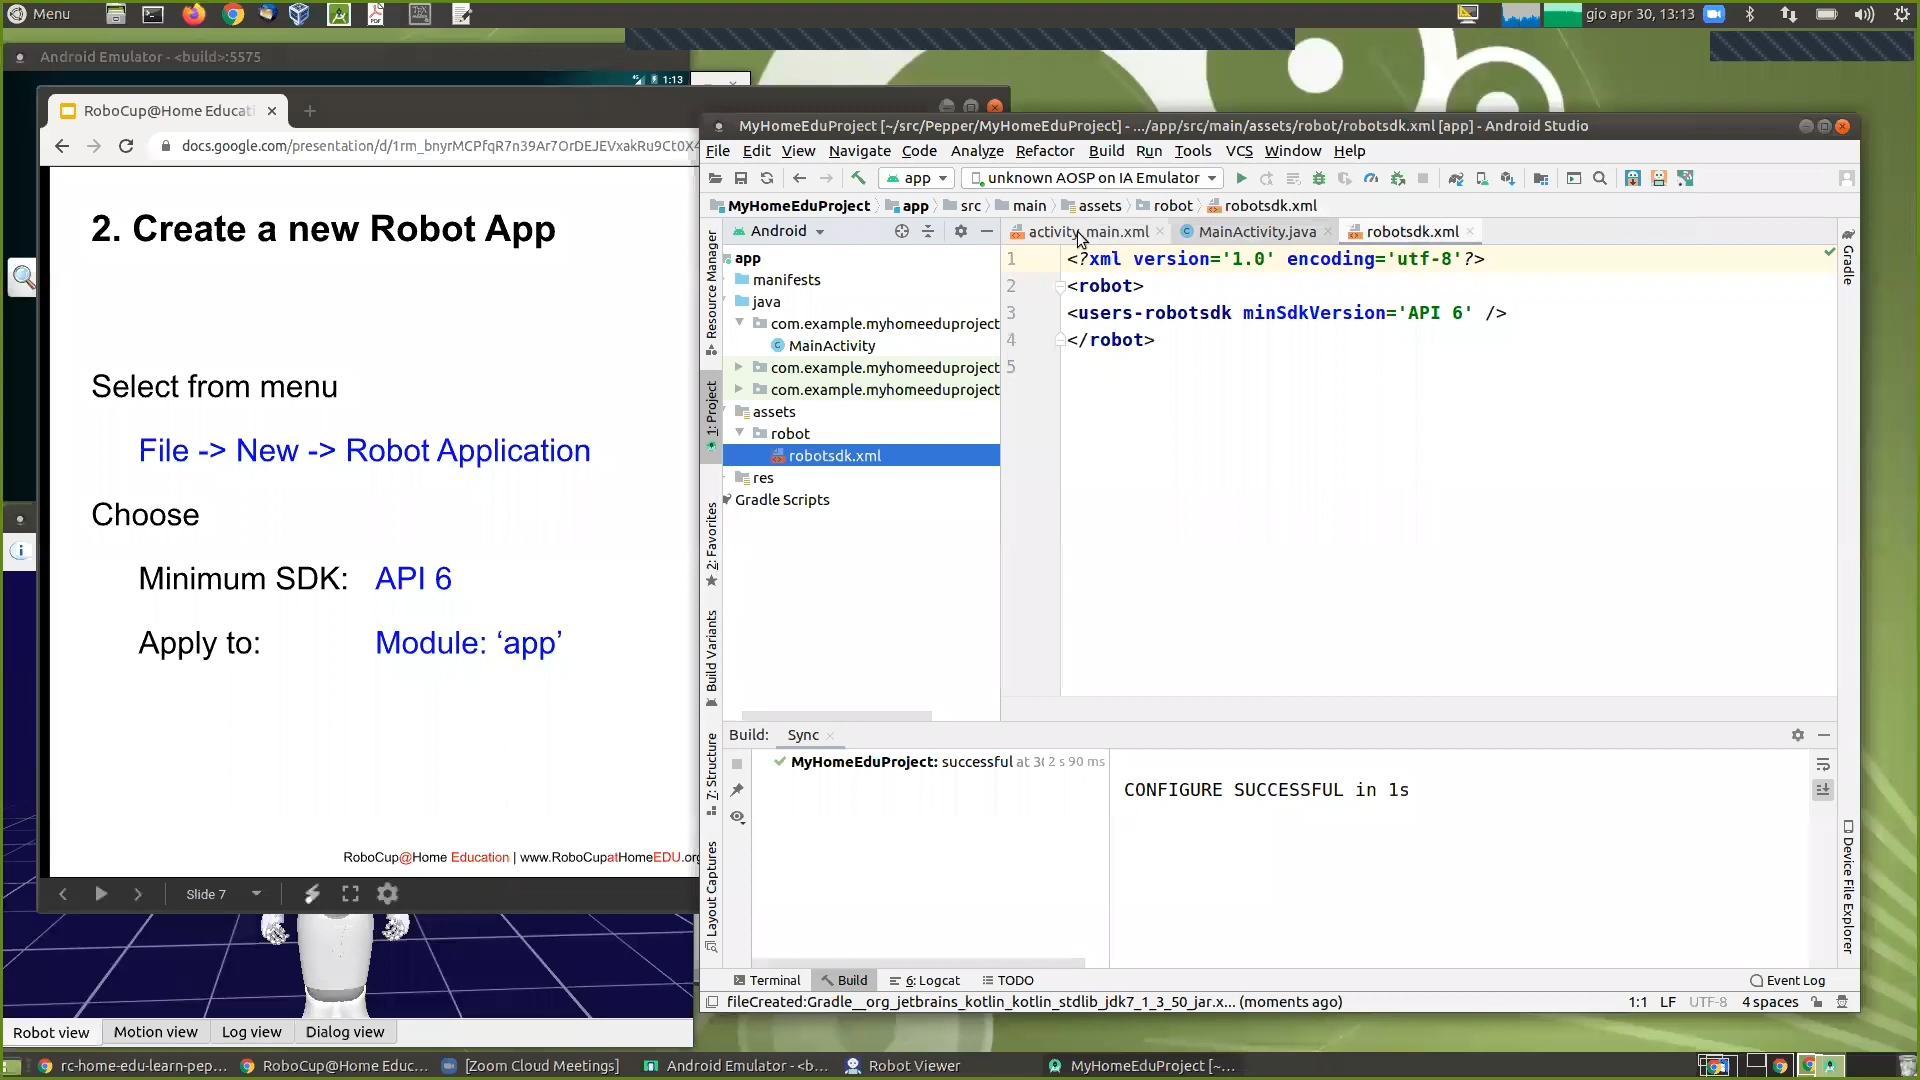 Menu
gio apr 30, 13:13
Android Emulator - <build>:5575
1:13
RoboCup@Home Educati
docs.google.com/presentation/d/1rm_bnyrMCPfqR7n39Ar7OrDEJEVxakRu9Ct0X4
2. Create a new Robot App
Select from menu
File -> New -> Robot Application
Choose
Minimum SDK: API 6
Apply to: Module: ‘app’
RoboCup@Home Education | www.RoboCupatHomeEDU.org
Slide 7
Robot view
Motion view
Log view
Dialog view
MyHomeEduProject [~/src/Pepper/MyHomeEduProject] - .../app/src/main/assets/robot/robotsdk.xml [app] - Android Studio
File Edit View Navigate Code Analyze Refactor Build Run Tools VCS Window Help
app
unknown AOSP on IA Emulator
MyHomeEduProject app src main assets robot robotsdk.xml
Android
activity_main.xml
MainActivity.java
robotsdk.xml
Resource Manager
1: Project
2: Favorites
Build Variants
7: Structure
Layout Captures
app
manifests
java
com.example.myhomeeduproject
MainActivity
com.example.myhomeeduproject
com.example.myhomeeduproject
assets
robot
robotsdk.xml
res
Gradle Scripts
1 <?xml version='1.0' encoding='utf-8'?>
2 <robot>
3 <users-robotsdk minSdkVersion='API 6' />
4 </robot>
5
Gradle
Device File Explorer
Build: Sync
MyHomeEduProject: successful at 30 2 s 90 ms
CONFIGURE SUCCESSFUL in 1s
Terminal
Build
6: Logcat
TODO
Event Log
fileCreated:Gradle__org_jetbrains_kotlin_kotlin_stdlib_jdk7_1_3_50_jar.x... (moments ago)
1:1 LF UTF-8 4 spaces
rc-home-edu-learn-pep...
RoboCup@Home Educ...
[Zoom Cloud Meetings]
Android Emulator - <b...
Robot Viewer
MyHomeEduProject [~...